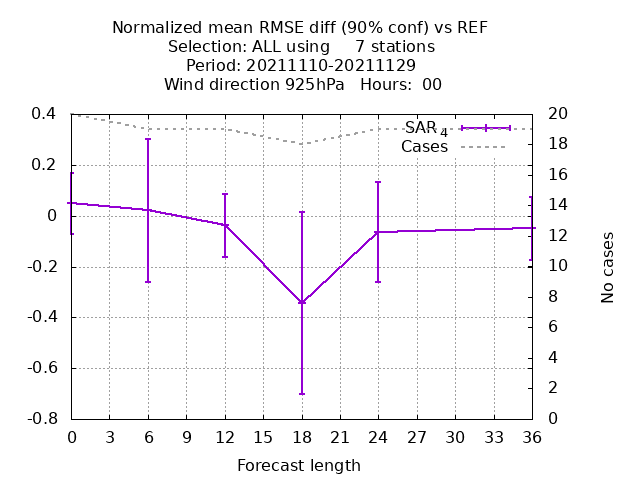 Normalized mean RMSE diff (90% conf) vs REF
Selection: ALL using     7 stations
Period: 20211110-20211129
Wind direction 925hPa   Hours:  00
0.4
0.2
0
-0.2
-0.4
-0.6
-0.8
SAR4
Cases
20
18
16
14
12
10
8
6
4
2
0
No cases
0 3 6 9 12 15 18 21 24 27 30 33 36
Forecast length